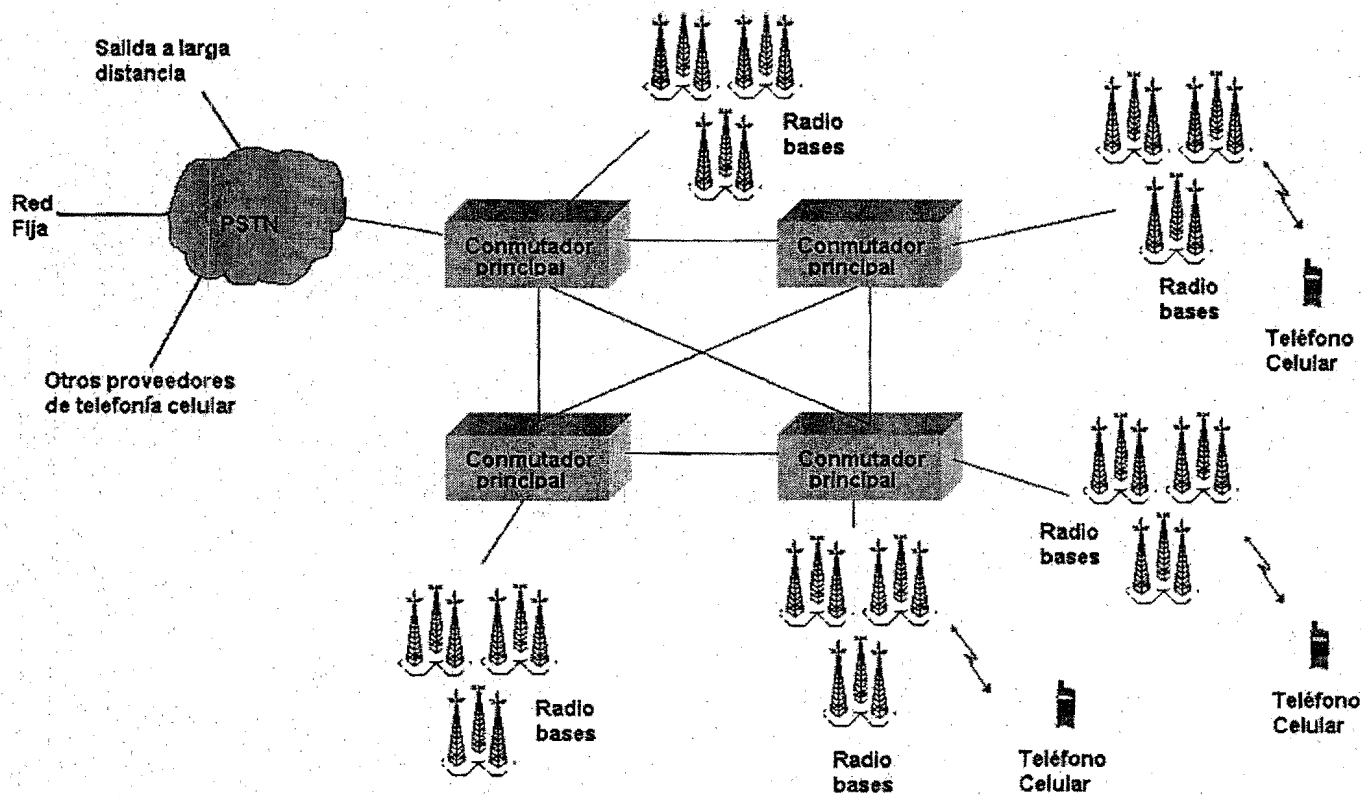 Salida a larga
distancia
Radio
bases
Red
Fija
PSTN
Conmutador
principal
Conmutador
principal
Radio
bases
Teléfono
Celular
Otros proveedores
de telefonía celular
Conmutador
principal
Conmutador
principal
Radio
bases
Teléfono
Celular
Radio
bases
Radio
bases
Teléfono
Celular